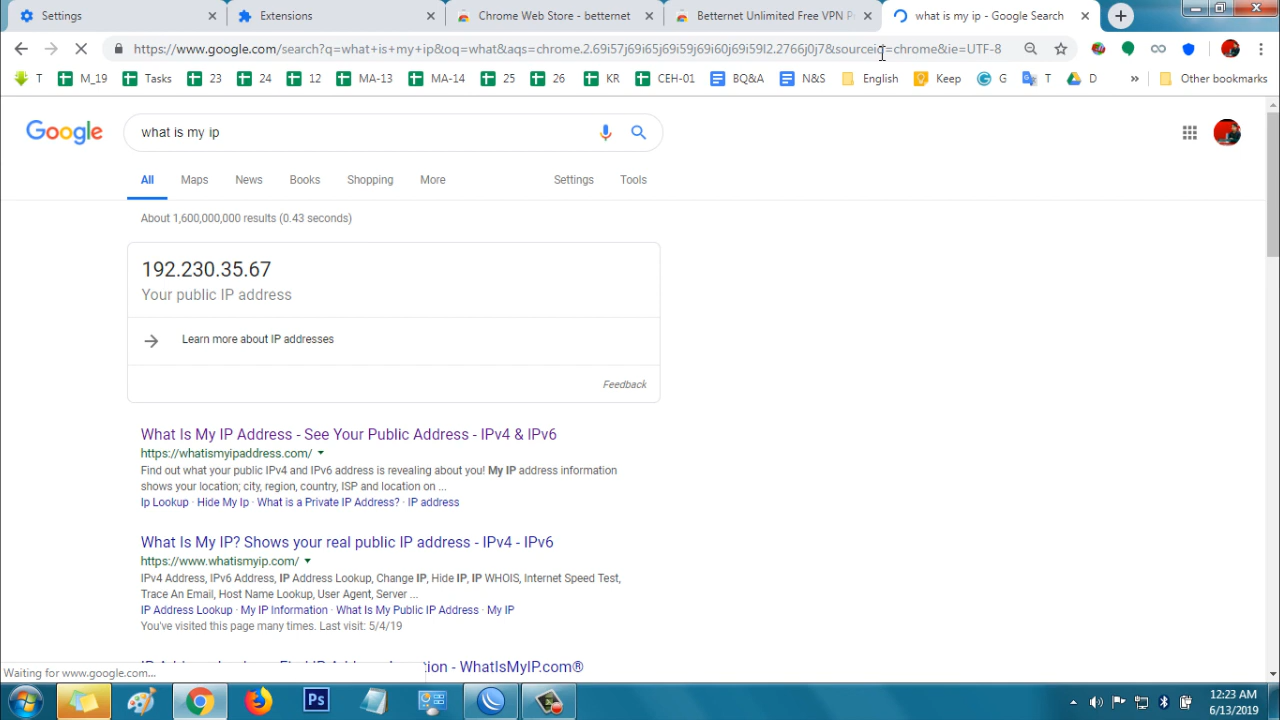 Settings
Extensions
Chrome Web Store - betternet
Betternet Unlimited Free VPN P
what is my ip - Google Search
https://www.google.com/search?q=what+is+my+ip&oq=what&aqs=chrome.2.69i57j69i65j69i59j69i60j69i59l2.2766j0j7&sourceid=chrome&ie=UTF-8
T
M_19
Tasks
23
24
12
MA-13
MA-14
25
26
KR
CEH-01
BQ&A
N&S
English
Keep
G
T
D
»
Other bookmarks
Google
what is my ip
All
Maps
News
Books
Shopping
More
Settings
Tools
About 1,600,000,000 results (0.43 seconds)
192.230.35.67
Your public IP address
Learn more about IP addresses
Feedback
What Is My IP Address - See Your Public Address - IPv4 & IPv6
https://whatismyipaddress.com/
Find out what your public IPv4 and IPv6 address is revealing about you! My IP address information
shows your location; city, region, country, ISP and location on ...
Ip Lookup · Hide My Ip · What is a Private IP Address? · IP address
What Is My IP? Shows your real public IP address - IPv4 - IPv6
https://www.whatismyip.com/
IPv4 Address, IPv6 Address, IP Address Lookup, Change IP, Hide IP, IP WHOIS, Internet Speed Test,
Trace An Email, Host Name Lookup, User Agent, Server ...
IP Address Lookup · My IP Information · What Is My Public IP Address · My IP
You've visited this page many times. Last visit: 5/4/19
- WhatIsMyIP.com®
Waiting for www.google.com...
Ps
12:23 AM
6/13/2019